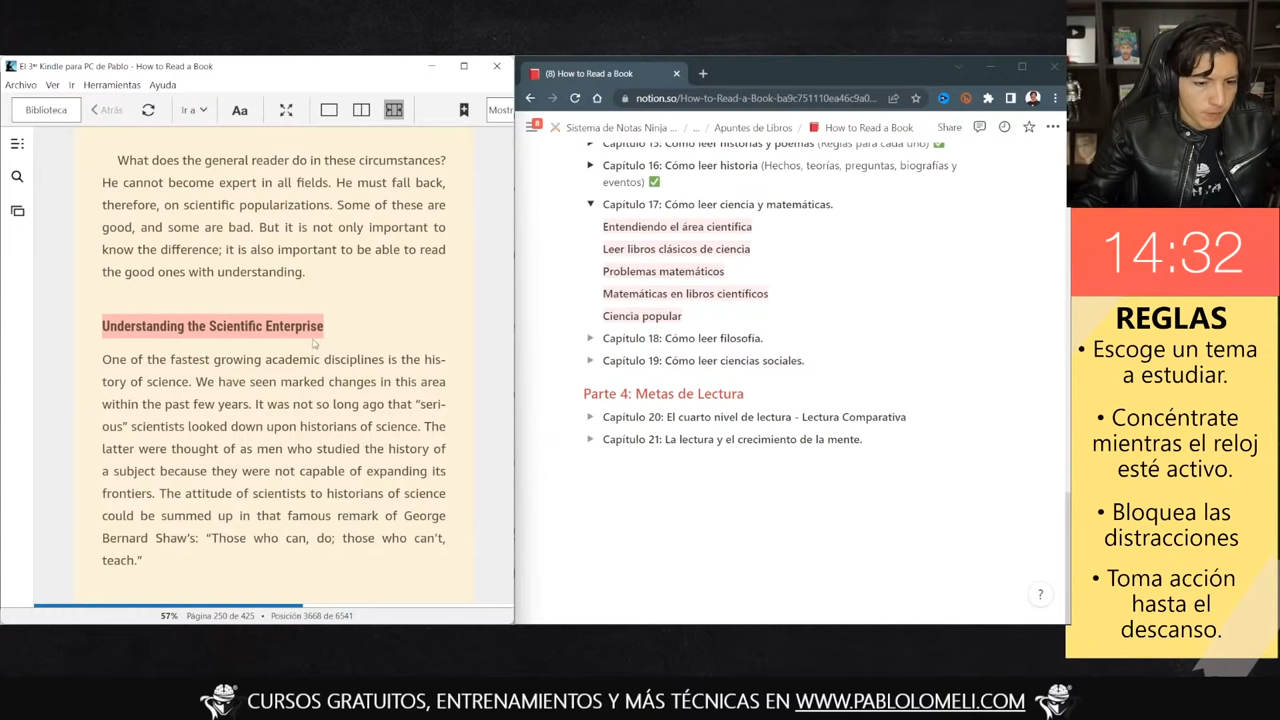 El 3er Kindle para PC de Pablo - How to Read a Book
Archivo Ver Ir Herramientas Ayuda
Biblioteca
Atrás
Ir a
Aa
Mostr
What does the general reader do in these circumstances?
He cannot become expert in all fields. He must fall back,
therefore, on scientific popularizations. Some of these are
good, and some are bad. But it is not only important to
know the difference; it is also important to be able to read
the good ones with understanding.
Understanding the Scientific Enterprise
One of the fastest growing academic disciplines is the his-
tory of science. We have seen marked changes in this area
within the past few years. It was not so long ago that “seri-
ous” scientists looked down upon historians of science. The
latter were thought of as men who studied the history of
a subject because they were not capable of expanding its
frontiers. The attitude of scientists to historians of science
could be summed up in that famous remark of George
Bernard Shaw's: “Those who can, do; those who can't,
teach.”
57% Página 250 de 425 • Posición 3668 de 6541
(8) How to Read a Book
notion.so/How-to-Read-a-Book-ba9c751110ea46c9a0...
8
Sistema de Notas Ninja / ... / Apuntes de Libros / How to Read a Book
Share
Capítulo 15: Cómo leer historias y poemas (Reglas para cada uno)
Capítulo 16: Cómo leer historia (Hechos, teorías, preguntas, biografías y
eventos)
Capítulo 17: Cómo leer ciencia y matemáticas.
Entendiendo el área científica
Leer libros clásicos de ciencia
Problemas matemáticos
Matemáticas en libros científicos
Ciencia popular
Capítulo 18: Cómo leer filosofía.
Capítulo 19: Cómo leer ciencias sociales.
Parte 4: Metas de Lectura
Capítulo 20: El cuarto nivel de lectura - Lectura Comparativa
Capítulo 21: La lectura y el crecimiento de la mente.
?
14:32
REGLAS
• Escoge un tema
a estudiar.
• Concéntrate
mientras el reloj
esté activo.
• Bloquea las
distracciones
• Toma acción
hasta el
descanso.
CURSOS GRATUITOS, ENTRENAMIENTOS Y MÁS TÉCNICAS EN WWW.PABLOLOMELI.COM